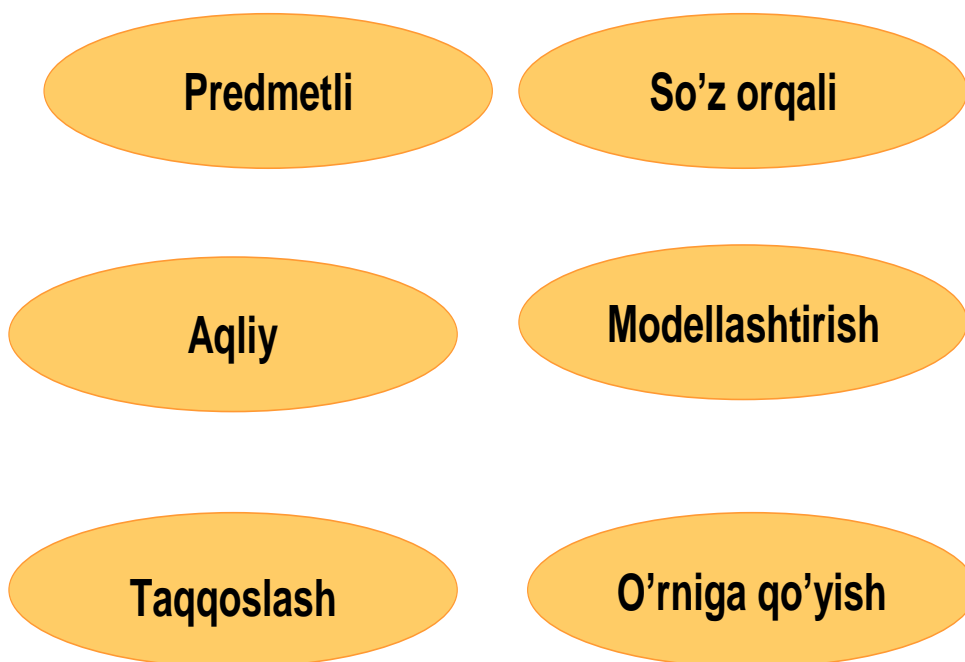 Predmetli
So’z orqali
Aqliy
Modellashtirish
Taqqoslash
O’rniga qo’yish